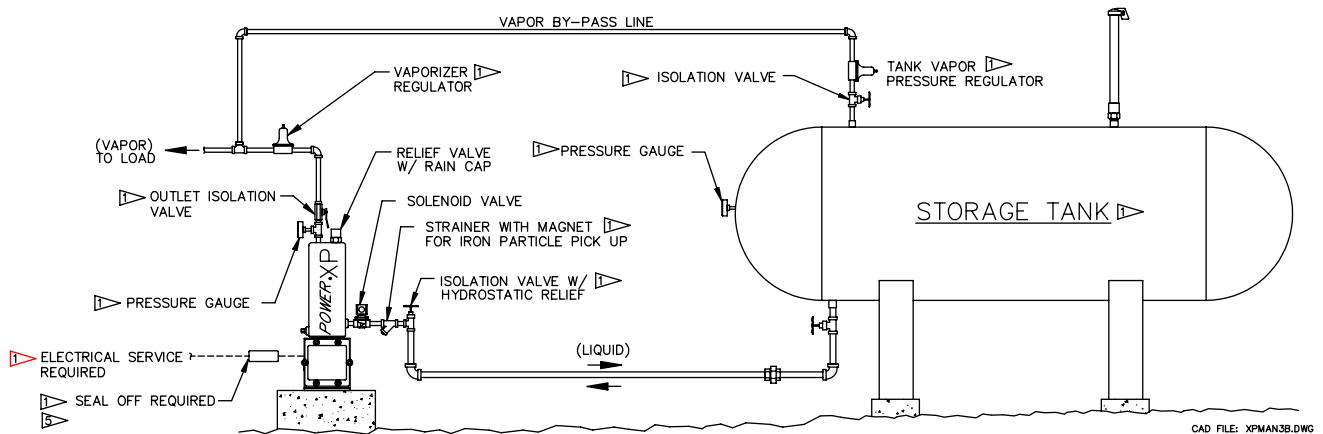 VAPOR BY-PASS LINE
VAPORIZER 1
REGULATOR
1 ISOLATION VALVE
TANK VAPOR 1
PRESSURE REGULATOR
(VAPOR)
TO LOAD
RELIEF VALVE
W/ RAIN CAP
1 PRESSURE GAUGE
1 OUTLET ISOLATION
VALVE
SOLENOID VALVE
STORAGE TANK 1
STRAINER WITH MAGNET 1
FOR IRON PARTICLE PICK UP
POWER XP
ISOLATION VALVE W/ 1
HYDROSTATIC RELIEF
1 PRESSURE GAUGE
(LIQUID)
1 ELECTRICAL SERVICE
REQUIRED
1 SEAL OFF REQUIRED
5
CAD FILE: XPMAN3B.DWG